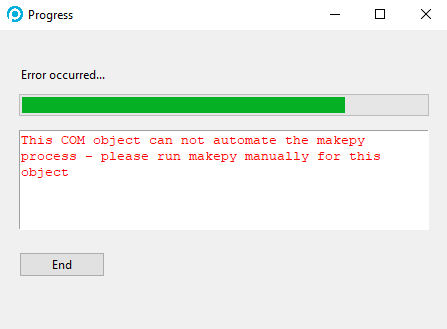 Progress
Error occurred...
This COM object can not automate the makepy
process - please run makepy manually for this
object
End